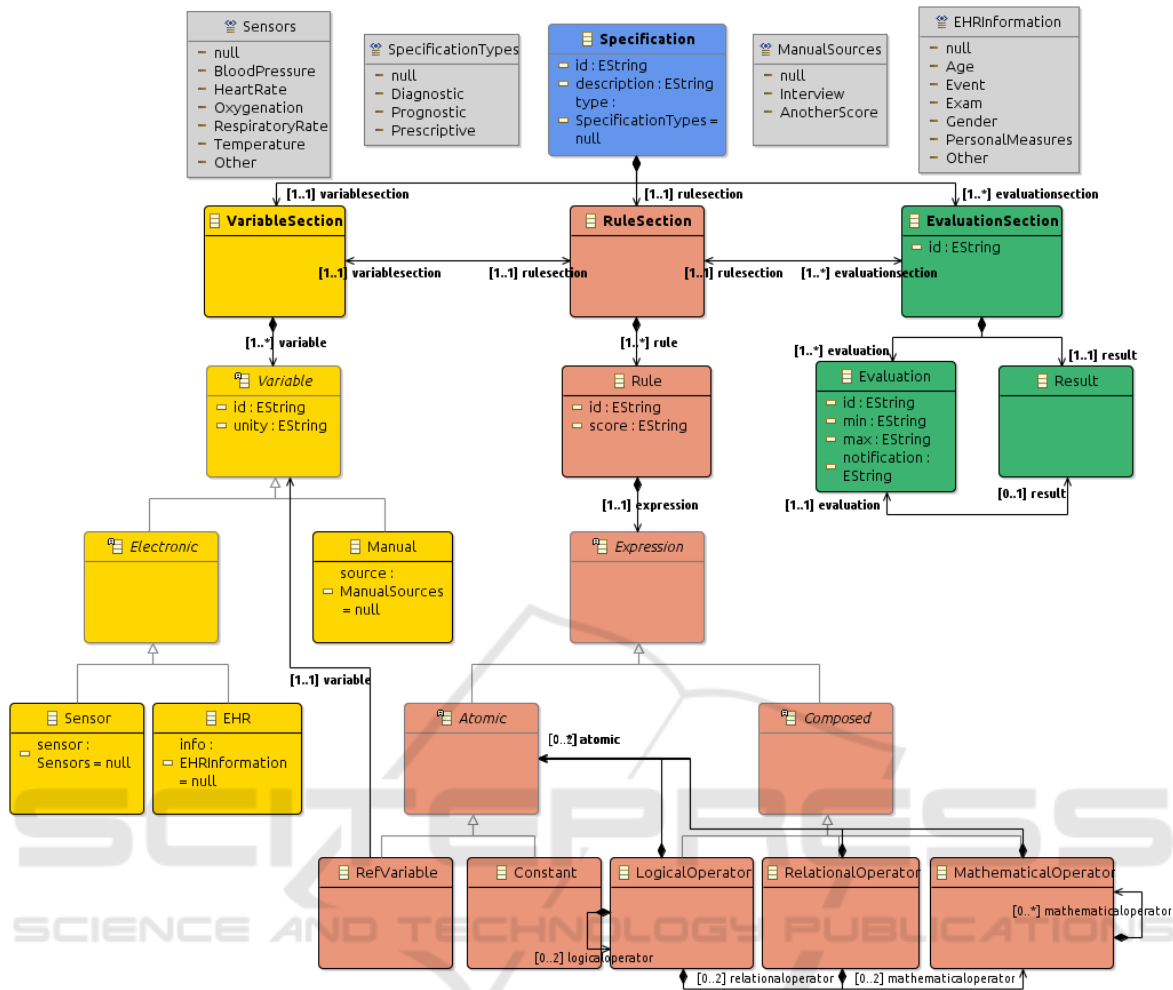 Sensors
null
BloodPressure
HeartRate
Oxygenation
RespiratoryRate
Temperature
Other
SpecificationTypes
null
Diagnostic
Prognostic
Prescriptive
Specification
id : EString
description : EString
type :
SpecificationTypes =
null
ManualSources
null
Interview
AnotherScore
EHRInformation
null
Age
Event
Exam
Gender
PersonalMeasures
Other
[1..1] variablesection
[1..1] rulesection
[1..*] evaluationsection
VariableSection
RuleSection
EvaluationSection
id : EString
[1..1] variablesection
[1..1] rulesection
[1..1] rulesection
[1..*] evaluationsection
[1..*] variable
[1..*] rule
[1..*] evaluation
[1..1] result
Variable
id : EString
unity : EString
Rule
id : EString
score : EString
Evaluation
id : EString
min : EString
max : EString
notification :
EString
Result
[1..1] evaluation
[0..1] result
[1..1] expression
Electronic
Manual
source :
ManualSources
= null
Expression
[1..1] variable
Sensor
sensor :
Sensors = null
EHR
info :
EHRInformation
= null
Atomic
Composed
atomic
RefVariable
Constant
LogicalOperator
RelationalOperator
MathematicalOperator
[0..*] mathematicaloperator
[0..2] logicaloperator
[0..2] relationaloperator
[0..2] mathematicaloperator
SCITEPRESS
SCIENCE AND TECHNOLOGY PUBLICATIONS